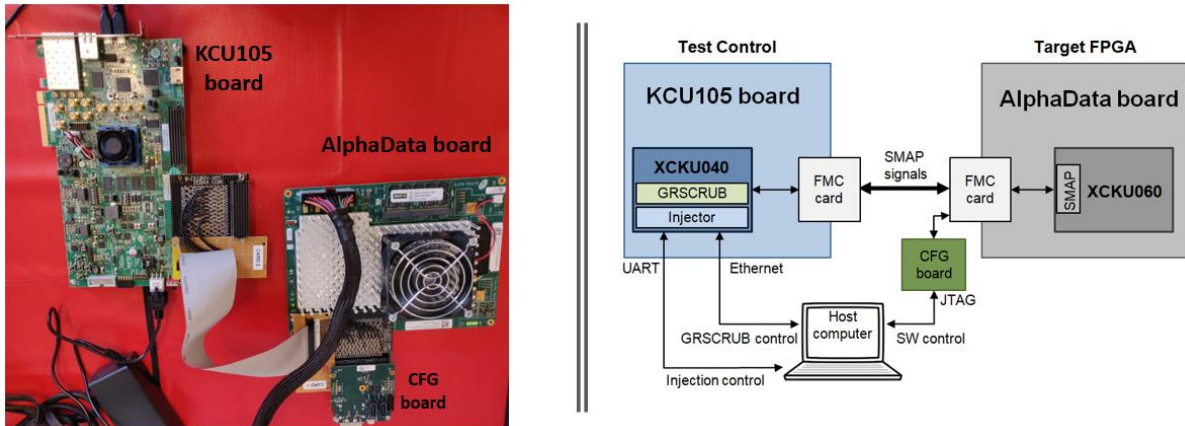 KCU105
board
AlphaData board
CFG
board
Test Control
Target FPGA
KCU105 board
AlphaData board
XCKU040
GRSCRUB
Injector
FMC
card
SMAP
signals
FMC
card
SMAP
XCKU060
UART
Ethernet
CFG
board
JTAG
Host
computer
GRSCRUB control
SW control
Injection control